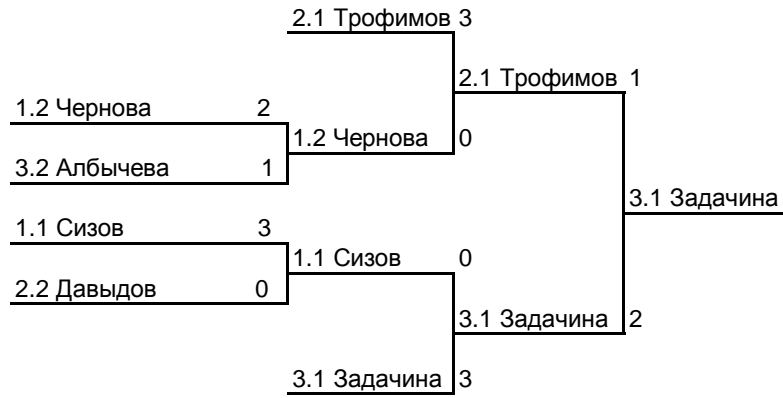 2.1 Трофимов 3
2.1 Трофимов 1
1.2 Чернова 2
1.2 Чернова 0
3.2 Албычева 1
3.1 Задачина
1.1 Сизов 3
1.1 Сизов 0
2.2 Давыдов 0
3.1 Задачина 2
3.1 Задачина 3